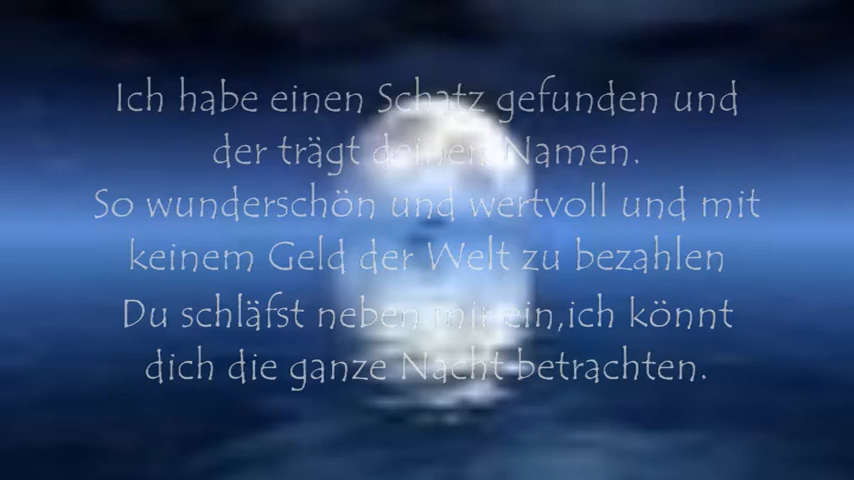 Ich habe einen Schatz gefunden und
der trägt deinen Namen.
So wunderschön und wertvoll und mit
keinem Geld der Welt zu bezahlen
Du schläfst neben mir ein,ich könnt
dich die ganze Nacht betrachten.